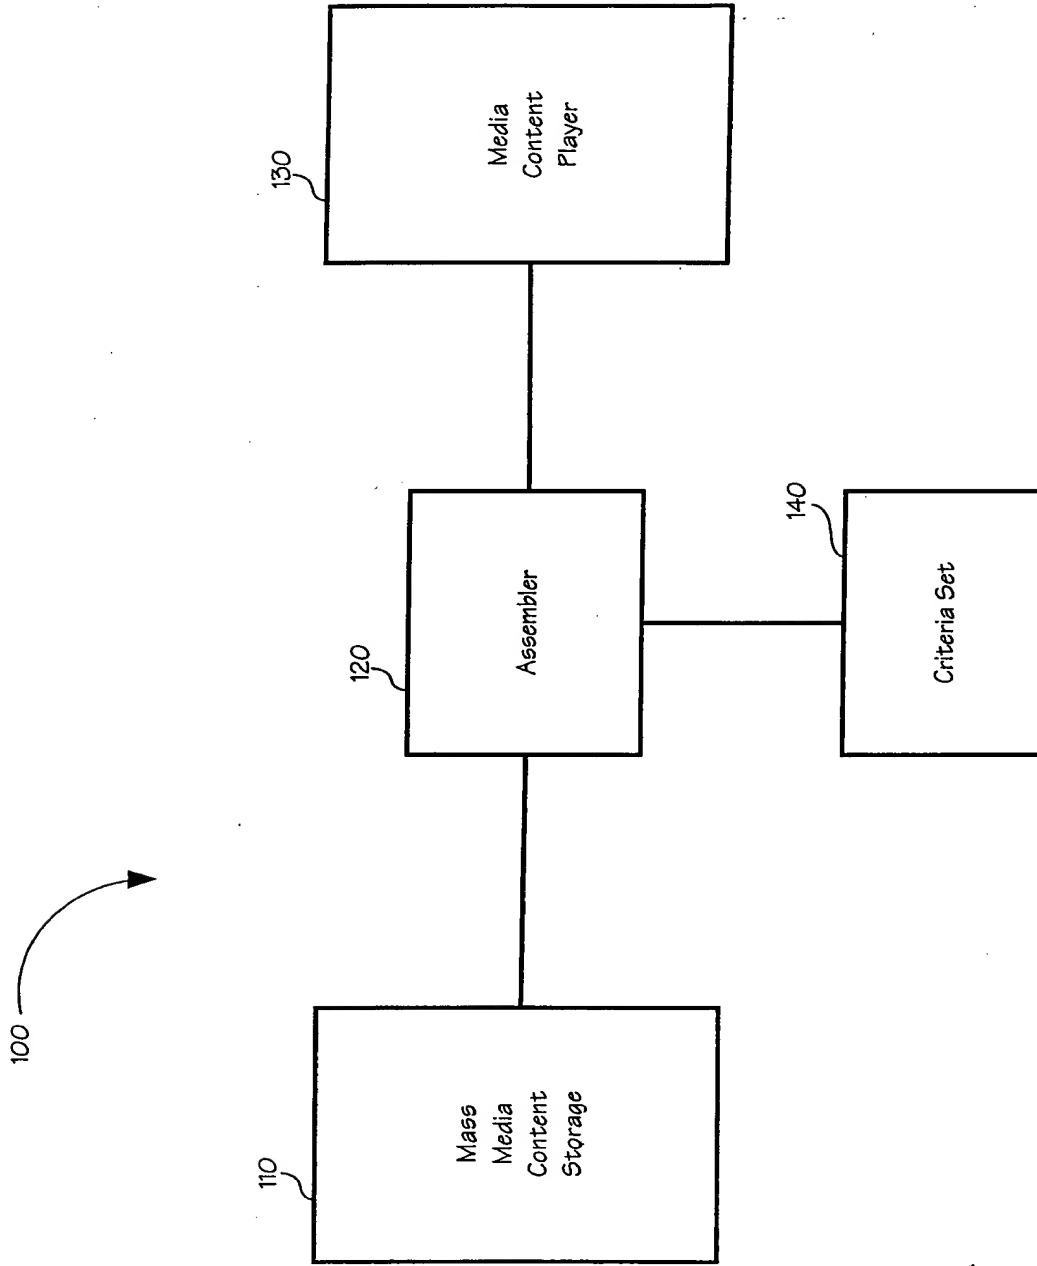 100
110
Mass
Media
Content
Storage
120
Assembler
130
Media
Content
Player
140
Criteria Set